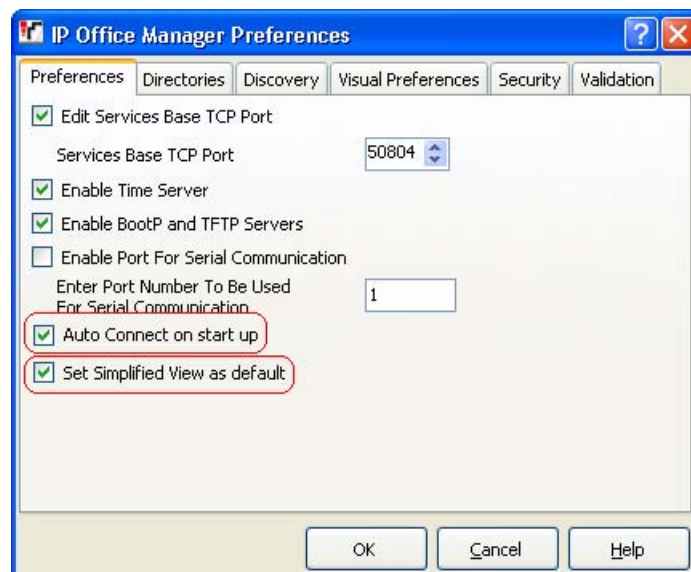 IP Office Manager Preferences
Preferences Directories Discovery Visual Preferences Security Validation
Edit Services Base TCP Port
Services Base TCP Port 50804
Enable Time Server
Enable BootP and TFTP Servers
Enable Port For Serial Communication
Enter Port Number To Be Used
For Serial Communication
1
Auto Connect on start up
Set Simplified View as default
OK Cancel Help